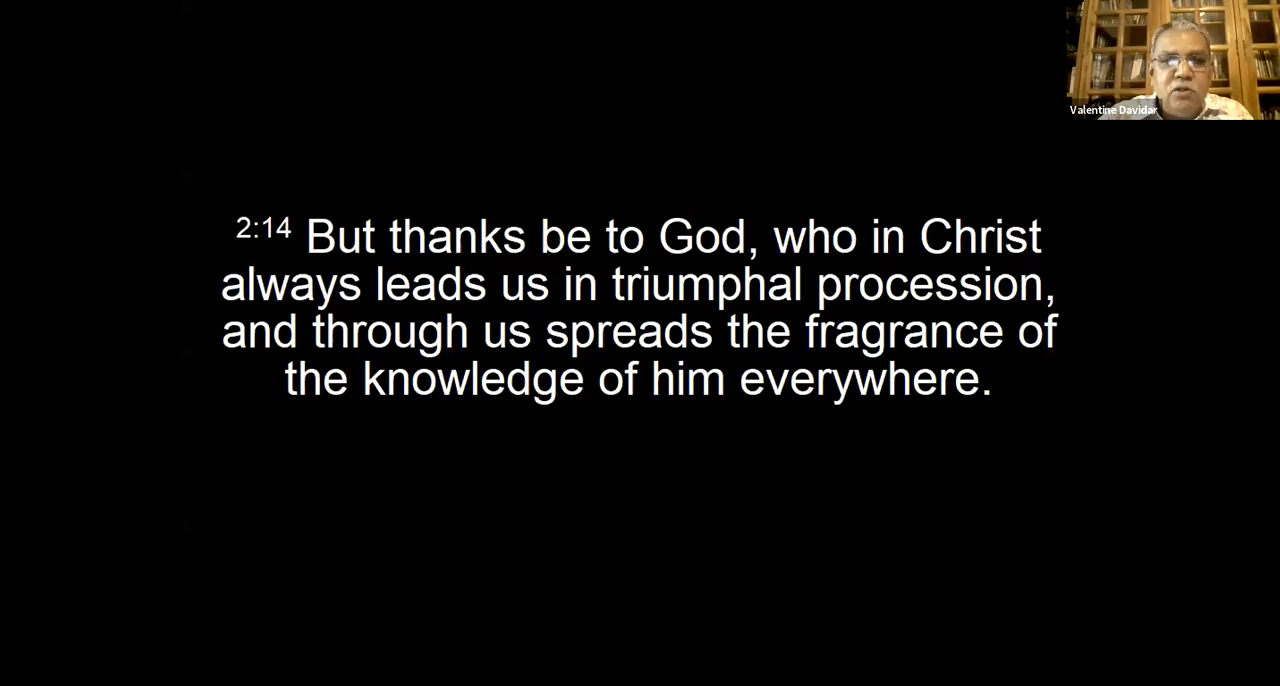 Valentine Davidar
2:14 But thanks be to God, who in Christ
always leads us in triumphal procession,
and through us spreads the fragrance of
the knowledge of him everywhere.